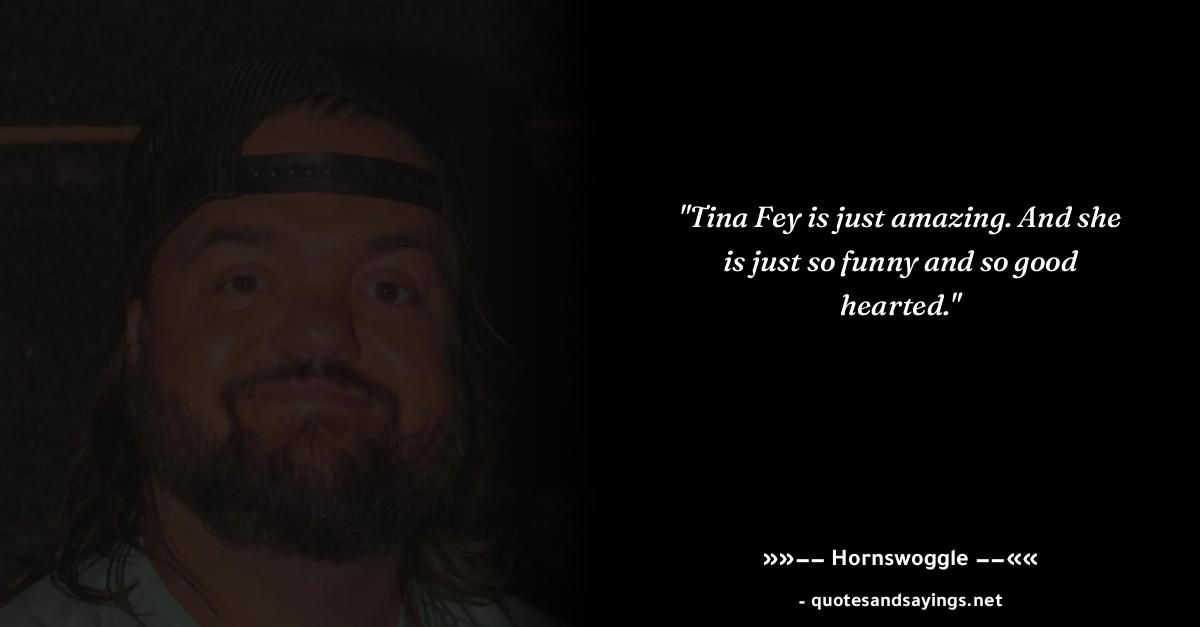 "Tina Fey is just amazing. And she
is just so funny and so good
hearted."
»»−− Hornswoggle −−««
- quotesandsayings.net